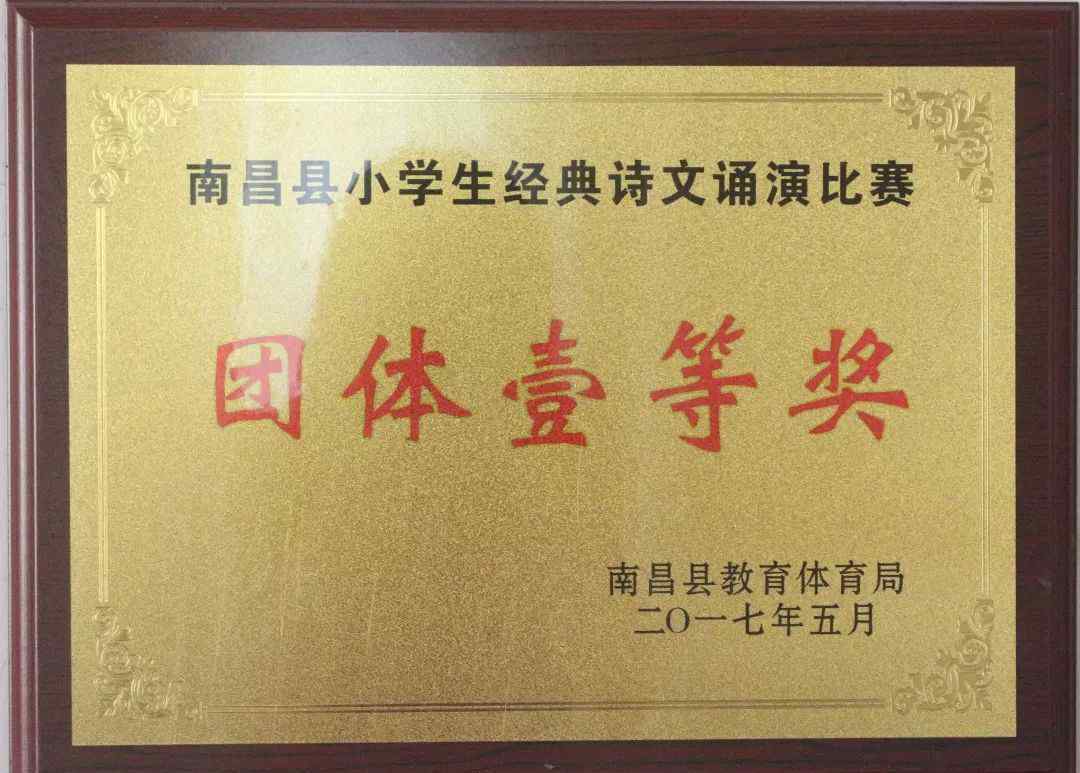 南昌县小学生经典诗文诵演比赛
团体壹等奖
南昌县教育体育局
二〇一七年五月